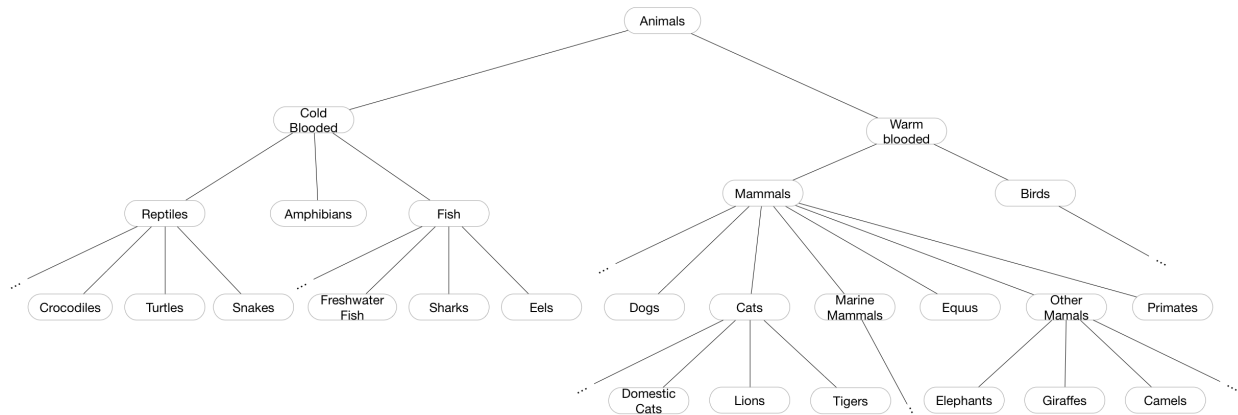 Animals
Cold
Blooded
Warm
blooded
Mammals
Birds
Reptiles
Amphibians
Fish
...
...
...
...
Crocodiles
Turtles
Snakes
Freshwater
Fish
Sharks
Eels
Dogs
Cats
Marine
Mammals
Equus
Other
Mamals
Primates
...
...
Domestic
Cats
Lions
Tigers
...
Elephants
Giraffes
Camels